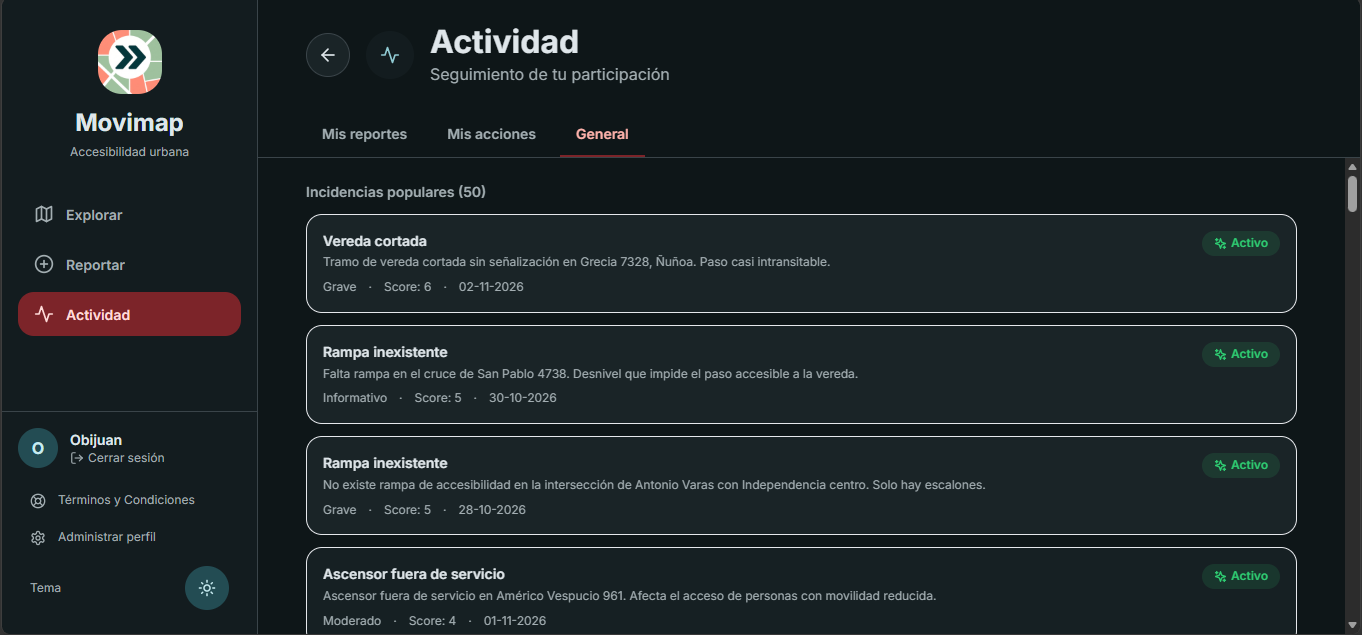 Movimap
Accesibilidad urbana
Explorar
Reportar
Actividad
O
Obijuan
Cerrar sesión
Términos y Condiciones
Administrar perfil
Tema
Actividad
Seguimiento de tu participación
Mis reportes Mis acciones General
Incidencias populares (50)
Vereda cortada
Activo
Tramo de vereda cortada sin señalización en Grecia 7328, Ñuñoa. Paso casi intransitable.
Grave · Score: 6 · 02-11-2026
Rampa inexistente
Activo
Falta rampa en el cruce de San Pablo 4738. Desnivel que impide el paso accesible a la vereda.
Informativo · Score: 5 · 30-10-2026
Rampa inexistente
Activo
No existe rampa de accesibilidad en la intersección de Antonio Varas con Independencia centro. Solo hay escalones.
Grave · Score: 5 · 28-10-2026
Ascensor fuera de servicio
Activo
Ascensor fuera de servicio en Américo Vespucio 961. Afecta el acceso de personas con movilidad reducida.
Moderado · Score: 4 · 01-11-2026